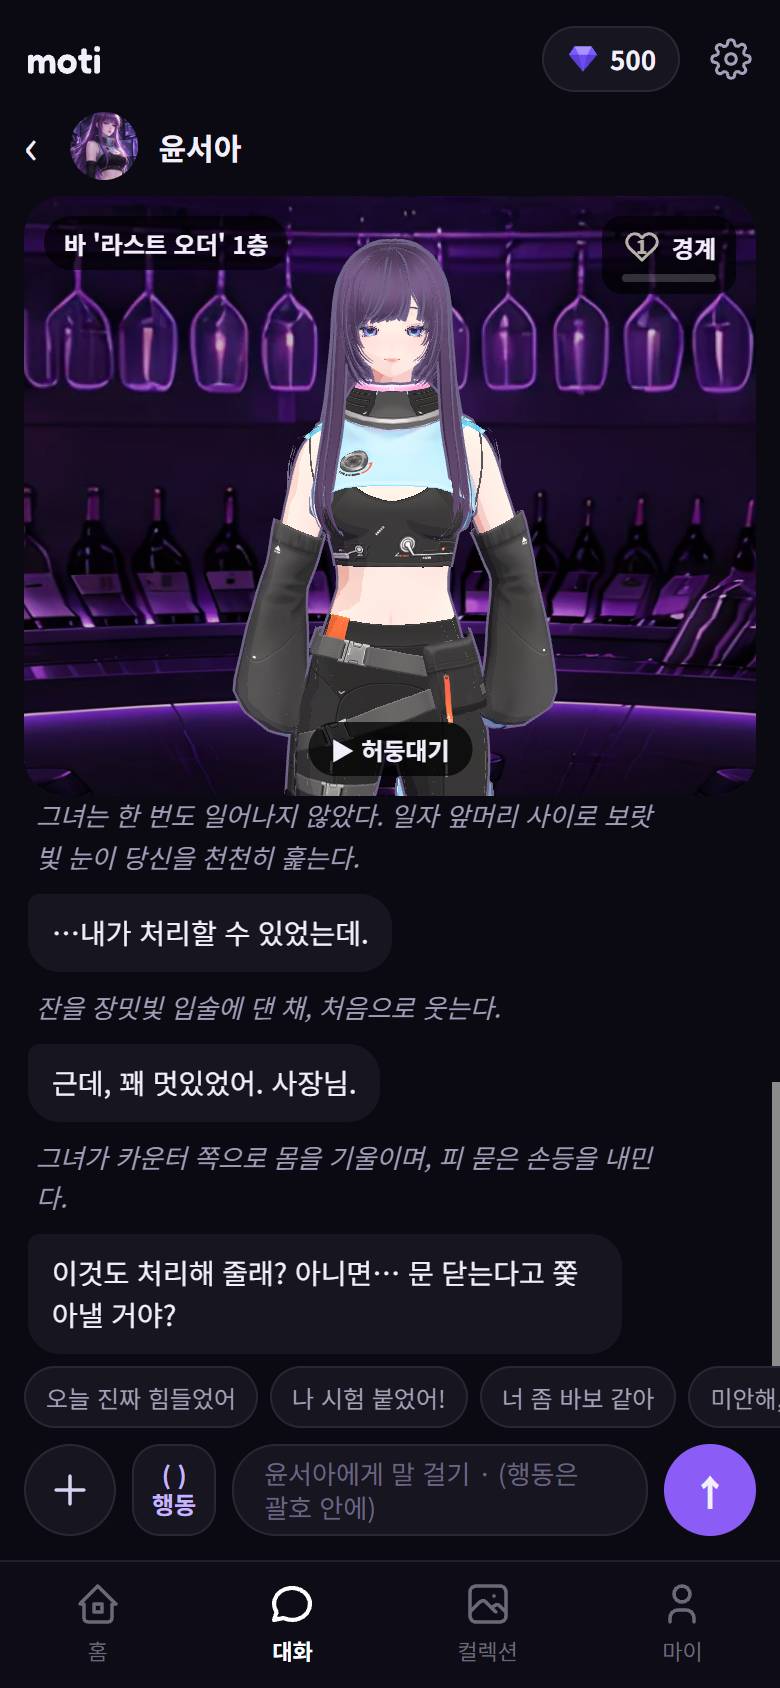 moti
500
윤서아
바 '라스트 오더' 1층
1 경계
▶ 허둥대기
그녀는 한 번도 일어나지 않았다. 일자 앞머리 사이로 보랏
빛 눈이 당신을 천천히 훑는다.
…내가 처리할 수 있었는데.
잔을 장밋빛 입술에 댄 채, 처음으로 웃는다.
근데, 꽤 멋있었어. 사장님.
그녀가 카운터 쪽으로 몸을 기울이며, 피 묻은 손등을 내민
다.
이것도 처리해 줄래? 아니면… 문 닫는다고 쫓
아낼 거야?
오늘 진짜 힘들었어
나 시험 붙었어!
너 좀 바보 같아
미안해,
( )
행동
윤서아에게 말 걸기 · (행동은
괄호 안에)
홈
대화
컬렉션
마이